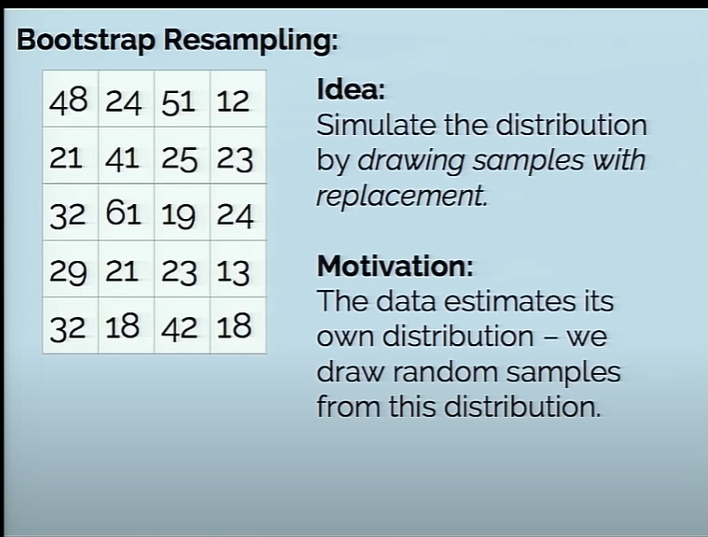 Bootstrap Resampling:
48 24 51 12
21 41 25 23
32 61 19 24
29 21 23 13
32 18 42 18
Idea:
Simulate the distribution
by drawing samples with
replacement.
Motivation:
The data estimates its
own distribution – we
draw random samples
from this distribution.